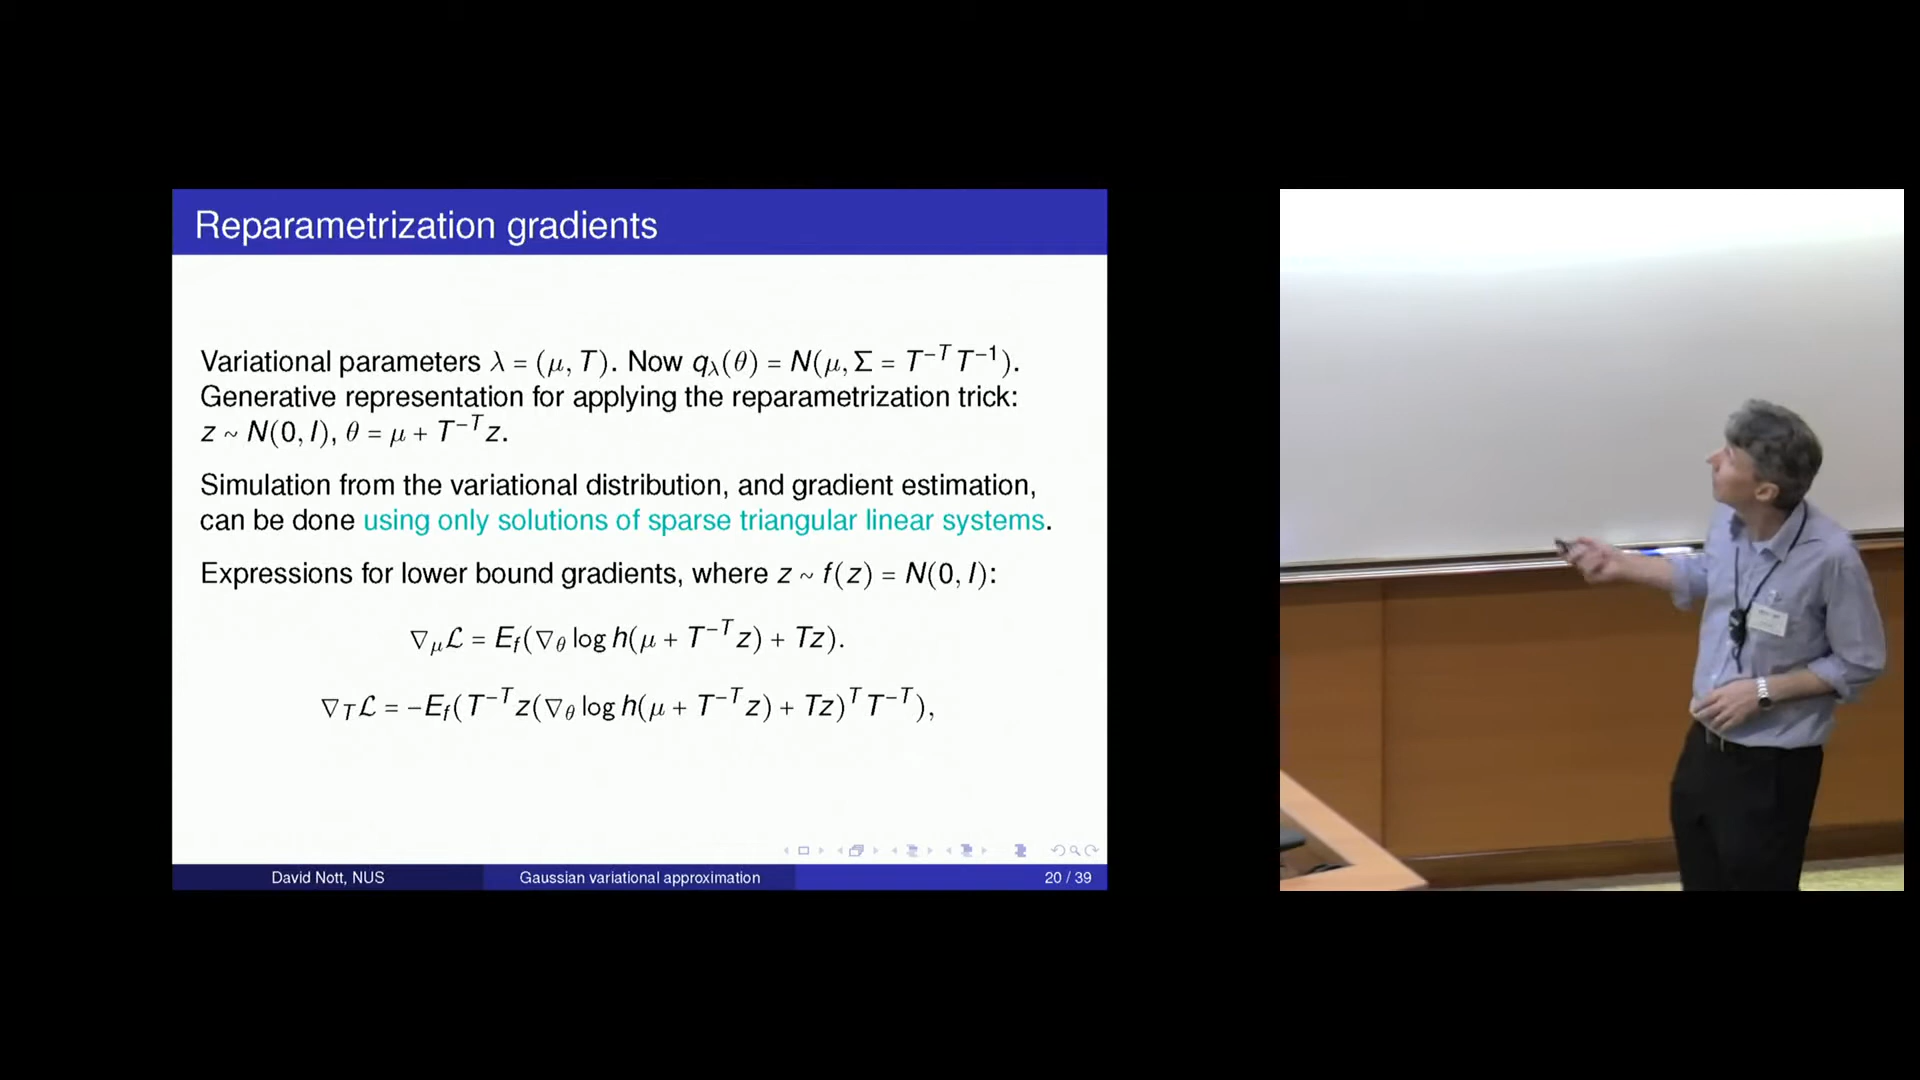 Reparametrization gradients
Variational parameters λ = (μ, T). Now q_λ(θ) = N(μ, Σ = T^{−T} T^{−1}).
Generative representation for applying the reparametrization trick:
z ~ N(0, I), θ = μ + T^{−T} z.
Simulation from the variational distribution, and gradient estimation,
can be done using only solutions of sparse triangular linear systems.
Expressions for lower bound gradients, where z ~ f(z) = N(0, I):
∇_μ ℒ = E_f(∇_θ log h(μ + T^{−T} z) + Tz).
∇_T ℒ = −E_f(T^{−T} z(∇_θ log h(μ + T^{−T} z) + Tz)^T T^{−T}),
David Nott, NUS Gaussian variational approximation 20 / 39